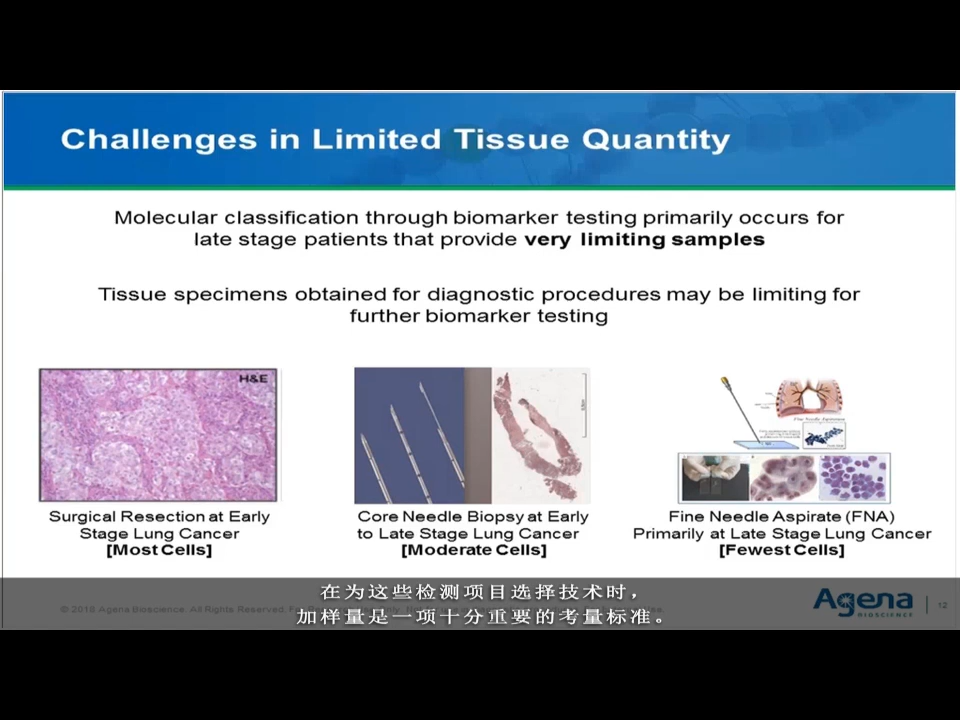 Challenges in Limited Tissue Quantity
Molecular classification through biomarker testing primarily occurs for
late stage patients that provide very limiting samples
Tissue specimens obtained for diagnostic procedures may be limiting for
further biomarker testing
H&E
Surgical Resection at Early
Stage Lung Cancer
[Most Cells]
Core Needle Biopsy at Early
to Late Stage Lung Cancer
[Moderate Cells]
Fine Needle Aspirate (FNA)
Primarily at Late Stage Lung Cancer
[Fewest Cells]
在为这些检测项目选择技术时，
加样量是一项十分重要的考量标准。
Agena
BIOSCIENCE
12